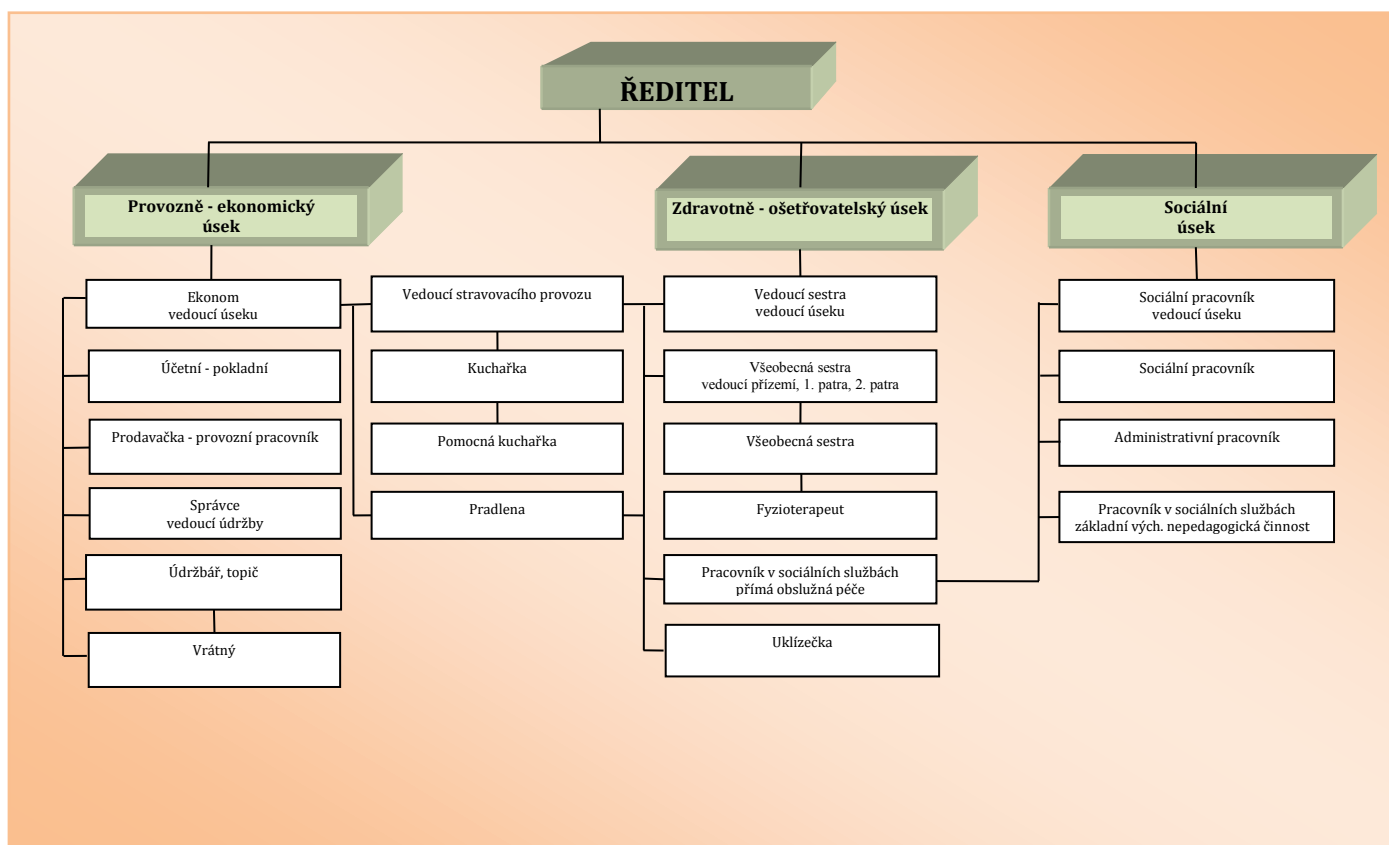 ŘEDITEL
Provozně - ekonomický
úsek
Zdravotně - ošetřovatelský úsek
Sociální
úsek
Ekonom
vedoucí úseku
Účetní - pokladní
Prodavačka - provozní pracovník
Správce
vedoucí údržby
Údržbář, topič
Vrátný
Vedoucí stravovacího provozu
Kuchařka
Pomocná kuchařka
Pradlena
Vedoucí sestra
vedoucí úseku
Všeobecná sestra
vedoucí přízemí, 1. patra, 2. patra
Všeobecná sestra
Fyzioterapeut
Pracovník v sociálních službách
přímá obslužná péče
Uklízečka
Sociální pracovník
vedoucí úseku
Sociální pracovník
Administrativní pracovník
Pracovník v sociálních službách
základní vých. nepedagogická činnost